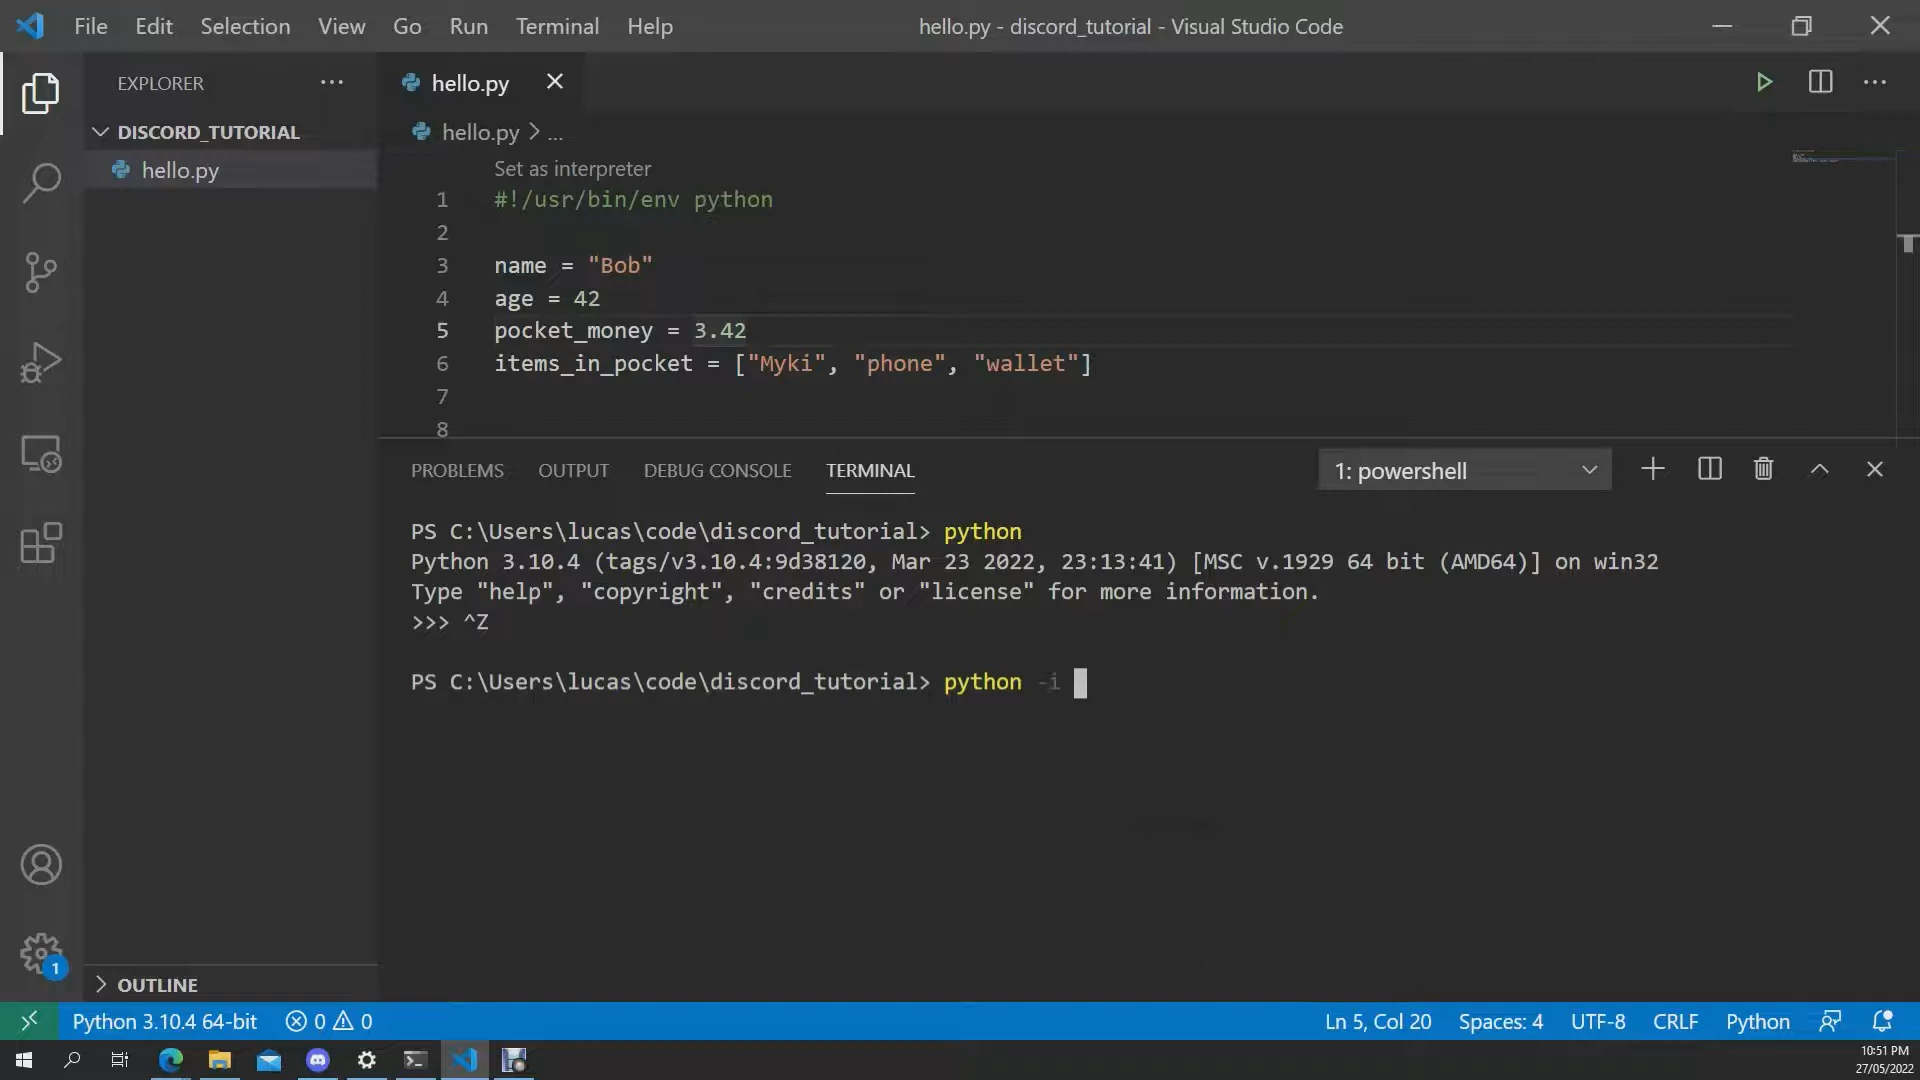 File Edit Selection View Go Run Terminal Help
hello.py - discord_tutorial - Visual Studio Code
EXPLORER
DISCORD_TUTORIAL
hello.py
hello.py
hello.py > ...
Set as interpreter
1 #!/usr/bin/env python
2
3 name = "Bob"
4 age = 42
5 pocket_money = 3.42
6 items_in_pocket = ["Myki", "phone", "wallet"]
7
8
PROBLEMS OUTPUT DEBUG CONSOLE TERMINAL
1: powershell
PS C:\Users\lucas\code\discord_tutorial> python
Python 3.10.4 (tags/v3.10.4:9d38120, Mar 23 2022, 23:13:41) [MSC v.1929 64 bit (AMD64)] on win32
Type "help", "copyright", "credits" or "license" for more information.
>>> ^Z
PS C:\Users\lucas\code\discord_tutorial> python -i
1
OUTLINE
Python 3.10.4 64-bit 0 0
Ln 5, Col 20 Spaces: 4 UTF-8 CRLF Python
10:51 PM
27/05/2022